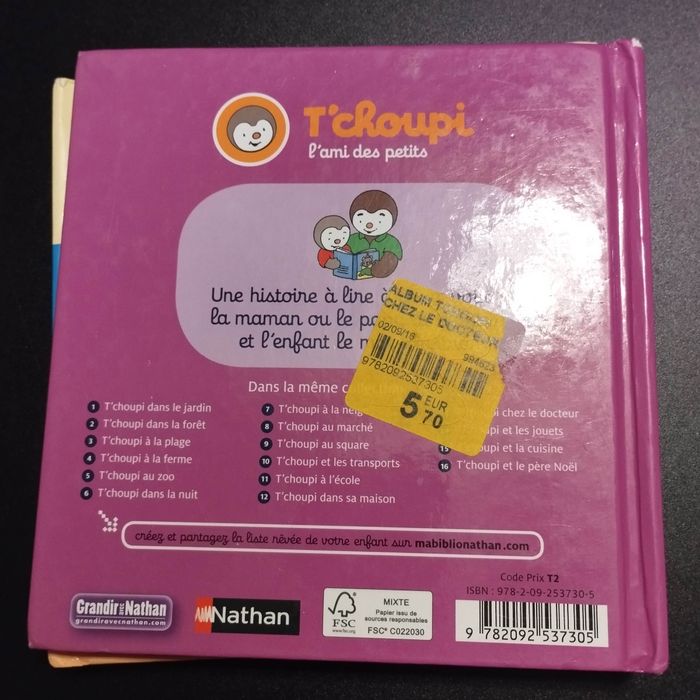 T'choupi
l'ami des petits
Une histoire à lire
la maman ou le
et l'enfant le
ALBUM
CHEZ LE DOCTEUR
02/09/16
994623
9782092537305
5 EUR
70
Dans la même
1 T'choupi dans le jardin
2 T'choupi dans la forêt
3 T'choupi à la plage
4 T'choupi à la ferme
5 T'choupi au zoo
6 T'choupi dans la nuit
7 T'choupi à la neig
8 T'choupi au marché
9 T'choupi au square
10 T'choupi et les transports
11 T'choupi à l'école
12 T'choupi dans sa maison
chez le docteur
et les jouets
15 et la cuisine
16 T'choupi et le père Noël
créez et partagez la liste rêvée de votre enfant sur mabiblionathan.com
Grandir avec Nathan
grandiravecnathan.com
Nathan
FSC
www.fsc.org
MIXTE
Papier issu de
sources responsables
FSC® C022030
Code Prix T2
ISBN : 978-2-09-253730-5
9 782092 537305